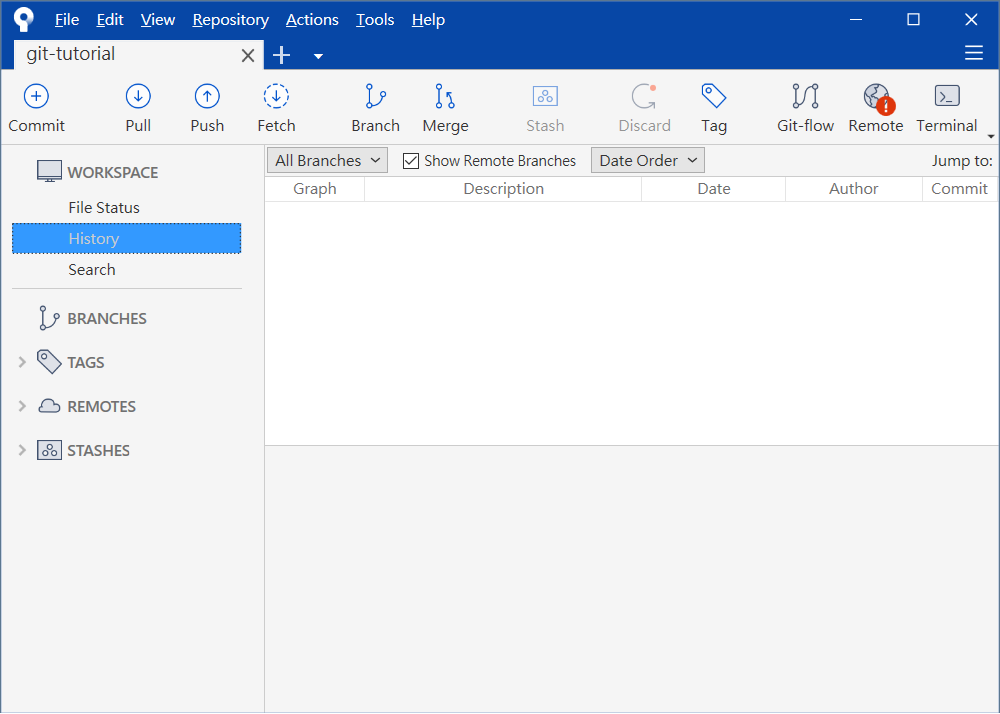 File Edit View Repository Actions Tools Help
git-tutorial
Commit Pull Push Fetch Branch Merge Stash Discard Tag Git-flow Remote Terminal
WORKSPACE
File Status
History
Search
BRANCHES
TAGS
REMOTES
STASHES
All Branches Show Remote Branches Date Order Jump to:
Graph Description Date Author Commit